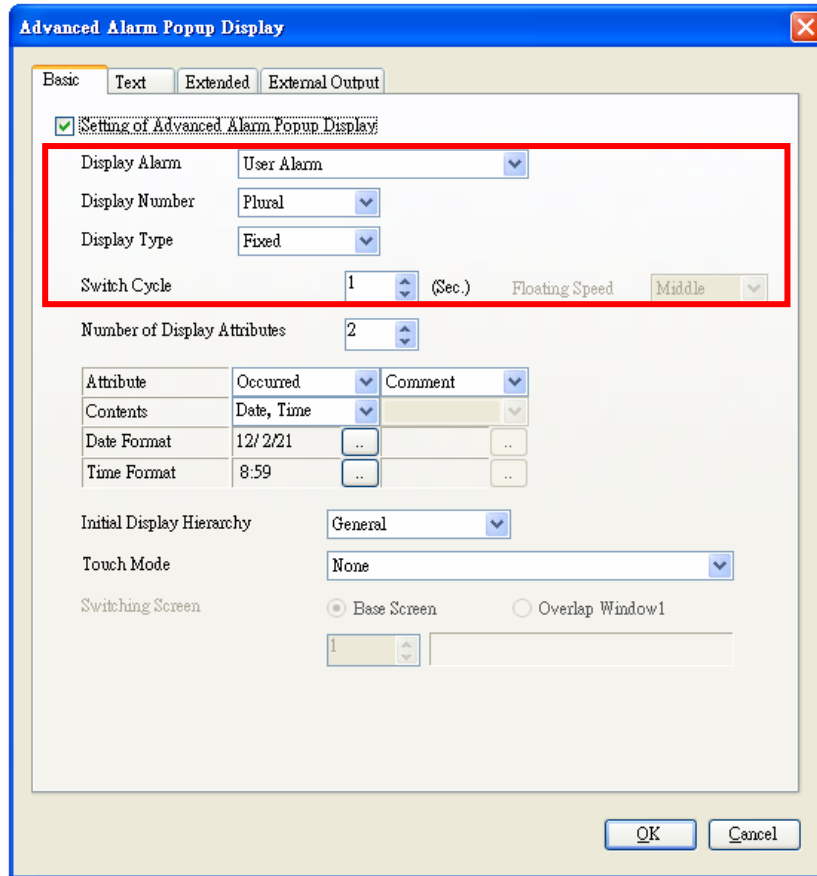 Advanced Alarm Popup Display
Basic Text Extended External Output
Setting of Advanced Alarm Popup Display
Display Alarm User Alarm
Display Number Plural
Display Type Fixed
Switch Cycle 1 (Sec.) Floating Speed Middle
Number of Display Attributes 2
Attribute Occurred Comment
Contents Date, Time
Date Format 12/ 2/21 .. ..
Time Format 8:59 .. ..
Initial Display Hierarchy General
Touch Mode None
Switching Screen Base Screen Overlap Window1
1
OK Cancel